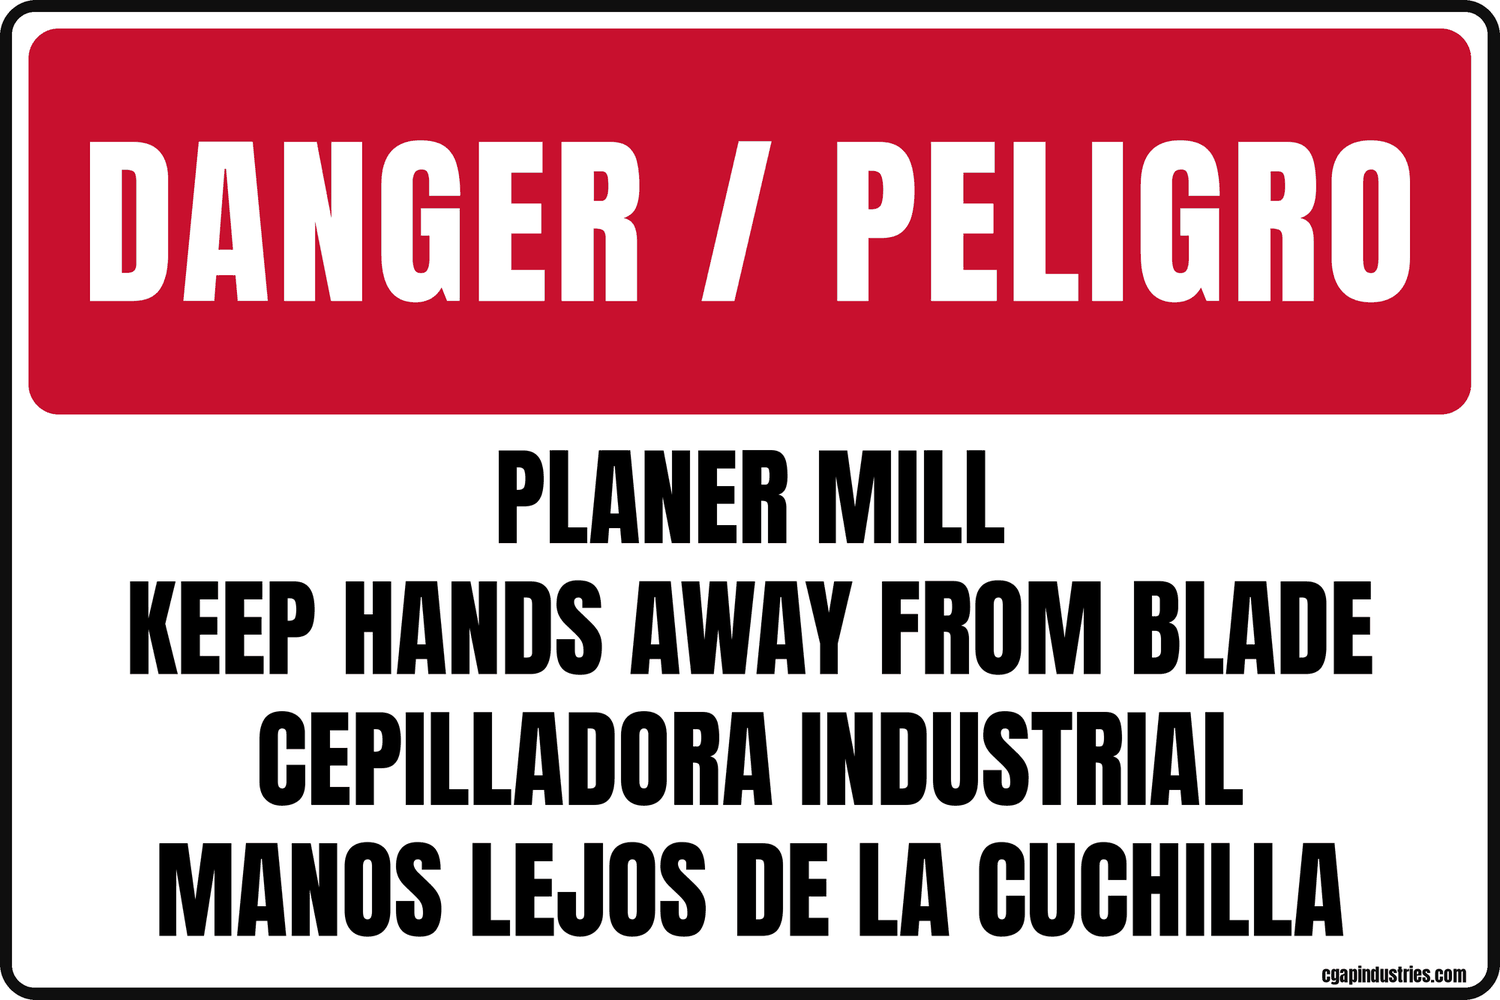 DANGER / PELIGRO
PLANER MILL
KEEP HANDS AWAY FROM BLADE
CEPILLADORA INDUSTRIAL
MANOS LEJOS DE LA CUCHILLA
cgapindustries.com